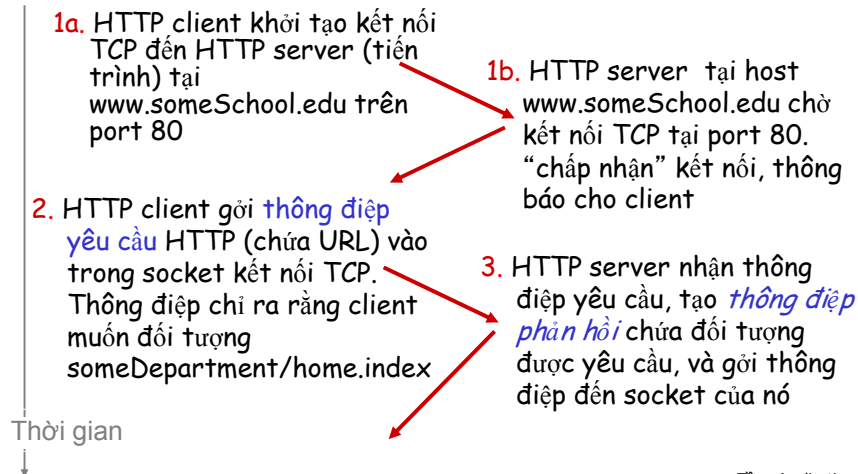 1a. HTTP client khởi tạo kết nối
TCP đến HTTP server (tiến
trình) tại
www.someSchool.edu trên
port 80
1b. HTTP server tại host
www.someSchool.edu chờ
kết nối TCP tại port 80.
“chấp nhận” kết nối, thông
báo cho client
2. HTTP client gởi thông điệp
yêu cầu HTTP (chứa URL) vào
trong socket kết nối TCP.
Thông điệp chỉ ra rằng client
muốn đối tượng
someDepartment/home.index
3. HTTP server nhận thông
điệp yêu cầu, tạo thông điệp
phản hồi chứa đối tượng
được yêu cầu, và gởi thông
điệp đến socket của nó
Thời gian